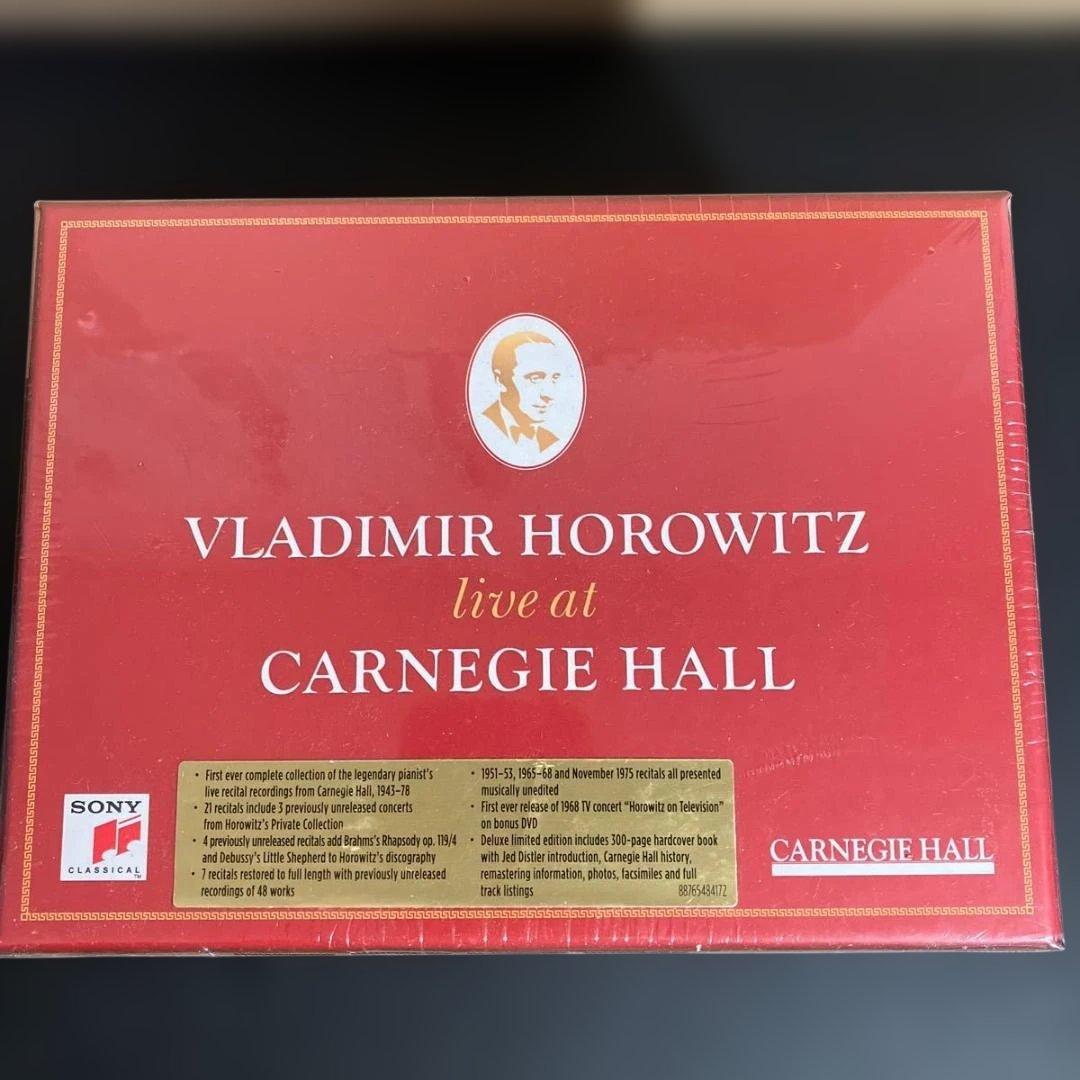 VLADIMIR HOROWITZ
live at
CARNEGIE HALL
• First ever complete collection of the legendary pianist's
live recital recordings from Carnegie Hall, 1943–78
• 21 recitals include 3 previously unreleased concerts
from Horowitz's Private Collection
• 4 previously unreleased recitals add Brahms's Rhapsody op. 119/4
and Debussy's Little Shepherd to Horowitz's discography
• 7 recitals restored to full length with previously unreleased
recordings of 48 works
• 1951–53, 1965–68 and November 1975 recitals all presented
musically unedited
• First ever release of 1968 TV concert "Horowitz on Television"
on bonus DVD
• Deluxe limited edition includes 300-page hardcover book
with Jed Distler introduction, Carnegie Hall history,
remastering information, photos, facsimiles and full
track listings
88765484172
SONY
CLASSICAL™
CARNEGIE HALL